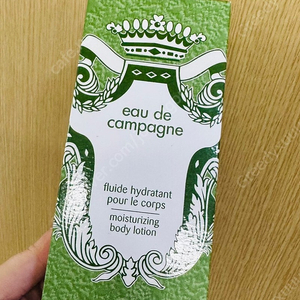 eau de
campagne
fluide hydratant
pour le corps
moisturizing
body lotion